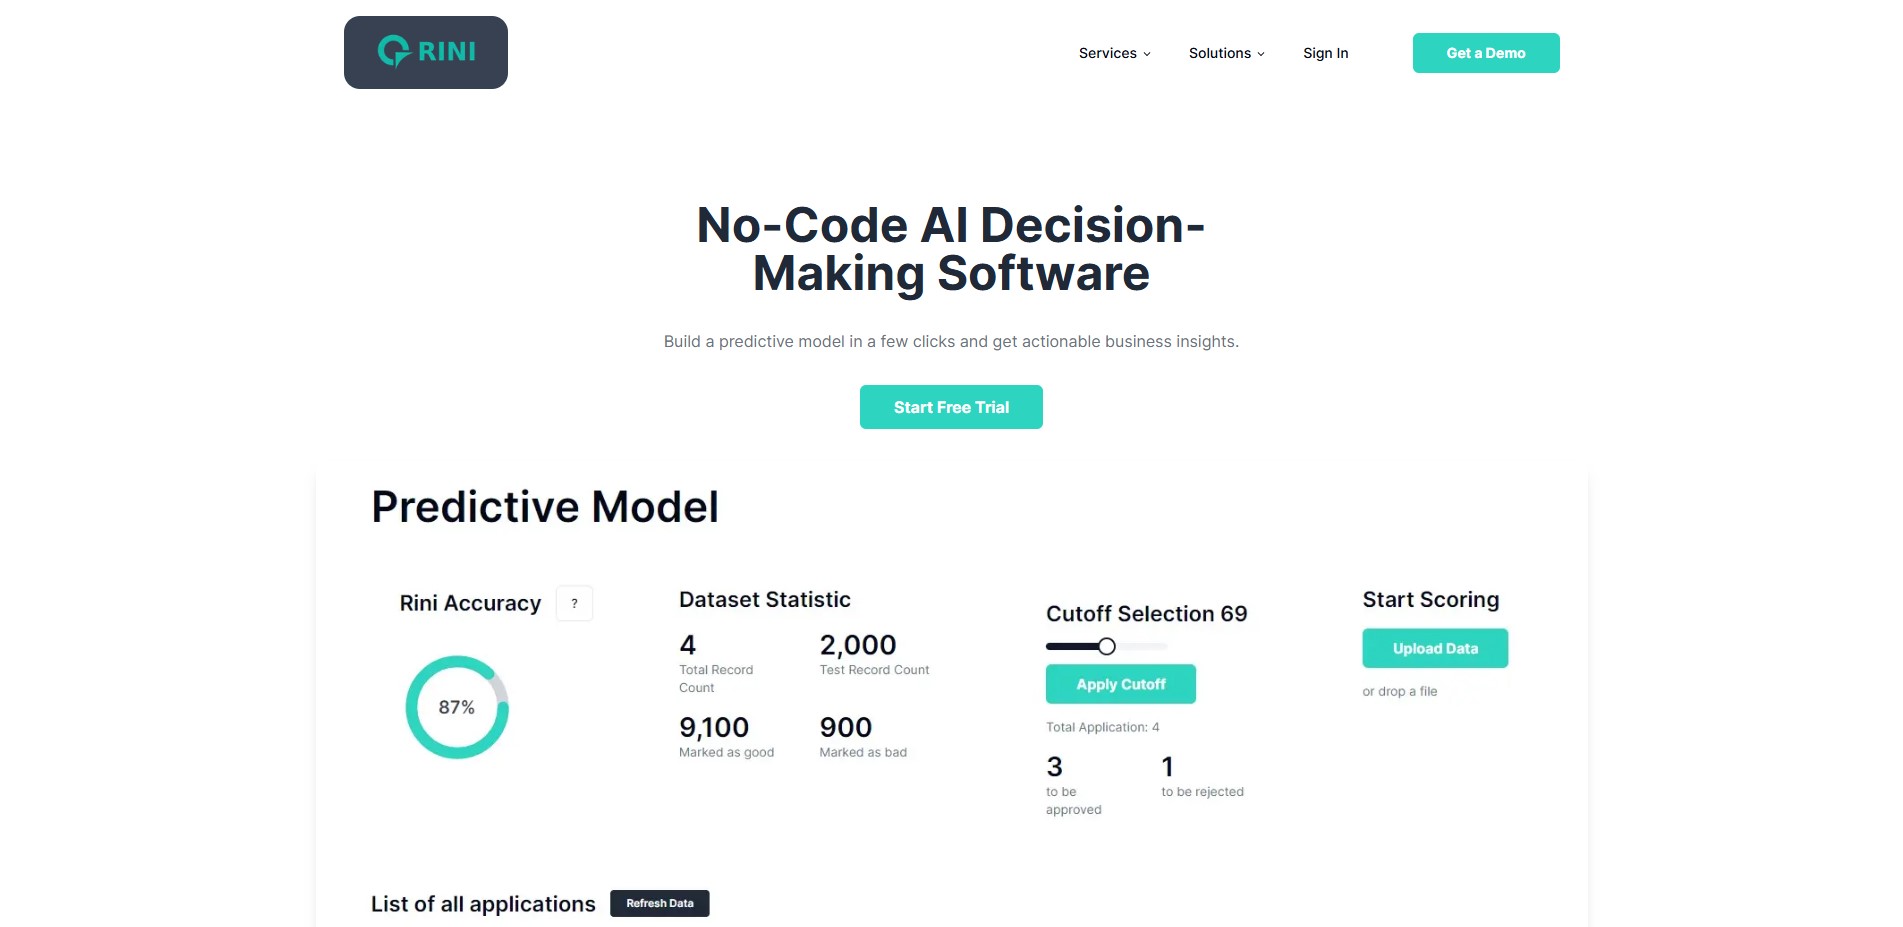 RINI
Services
Solutions
Sign In
Get a Demo
No-Code AI Decision-
Making Software
Build a predictive model in a few clicks and get actionable business insights.
Start Free Trial
Predictive Model
Rini Accuracy
?
87%
Dataset Statistic
4
Total Record
Count
2,000
Test Record Count
9,100
Marked as good
900
Marked as bad
Cutoff Selection 69
Apply Cutoff
Total Application: 4
3
to be
approved
1
to be rejected
Start Scoring
Upload Data
or drop a file
List of all applications
Refresh Data